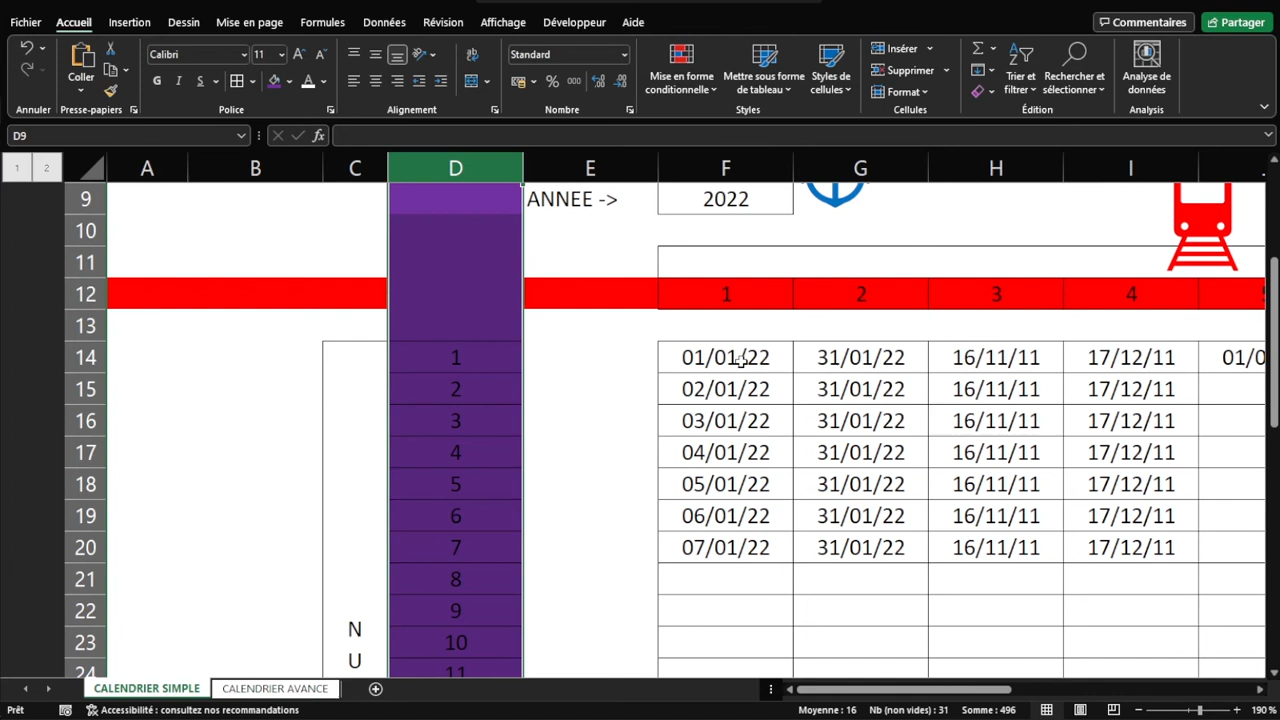 Fichier Accueil Insertion Dessin Mise en page Formules Données Révision Affichage Développeur Aide Commentaires Partager
Calibri 11 Standard Insérer
Coller Mise en forme Mettre sous forme Styles de Supprimer Trier et Rechercher et Analyse de
G I S conditionnelle de tableau cellules Format filtrer sélectionner données
Annuler Presse-papiers Police Alignement Nombre Styles Cellules Édition Analyse
D9 fx
1 2 A B C D E F G H I
9 ANNEE -> 2022
10
11
12 1 2 3 4
13
14 1 01/01/22 31/01/22 16/11/11 17/12/11 01/0
15 2 02/01/22 31/01/22 16/11/11 17/12/11
16 3 03/01/22 31/01/22 16/11/11 17/12/11
17 4 04/01/22 31/01/22 16/11/11 17/12/11
18 5 05/01/22 31/01/22 16/11/11 17/12/11
19 6 06/01/22 31/01/22 16/11/11 17/12/11
20 7 07/01/22 31/01/22 16/11/11 17/12/11
21 8
22 9
23 N 10
24 U 11
CALENDRIER SIMPLE CALENDRIER AVANCE
Prêt Accessibilité : consultez nos recommandations Moyenne : 16 Nb (non vides) : 31 Somme : 496 190 %